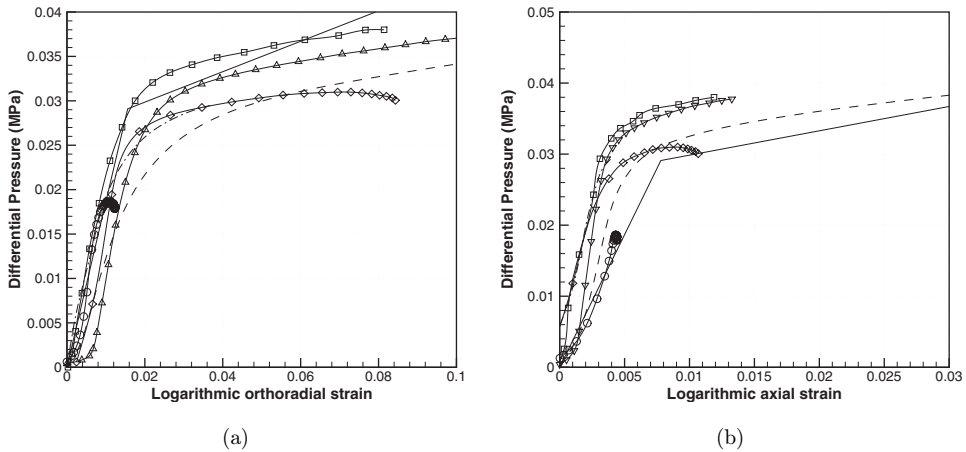 0.04
0.035
0.03
0.025
0.02
0.015
0.01
0.005
0
Differential Pressure (MPa)
0 0.02 0.04 0.06 0.08 0.1
Logarithmic orthoradial strain
(a)
0.05
0.04
0.03
0.02
0.01
0
Differential Pressure (MPa)
0 0.005 0.01 0.015 0.02 0.025 0.03
Logarithmic axial strain
(b)